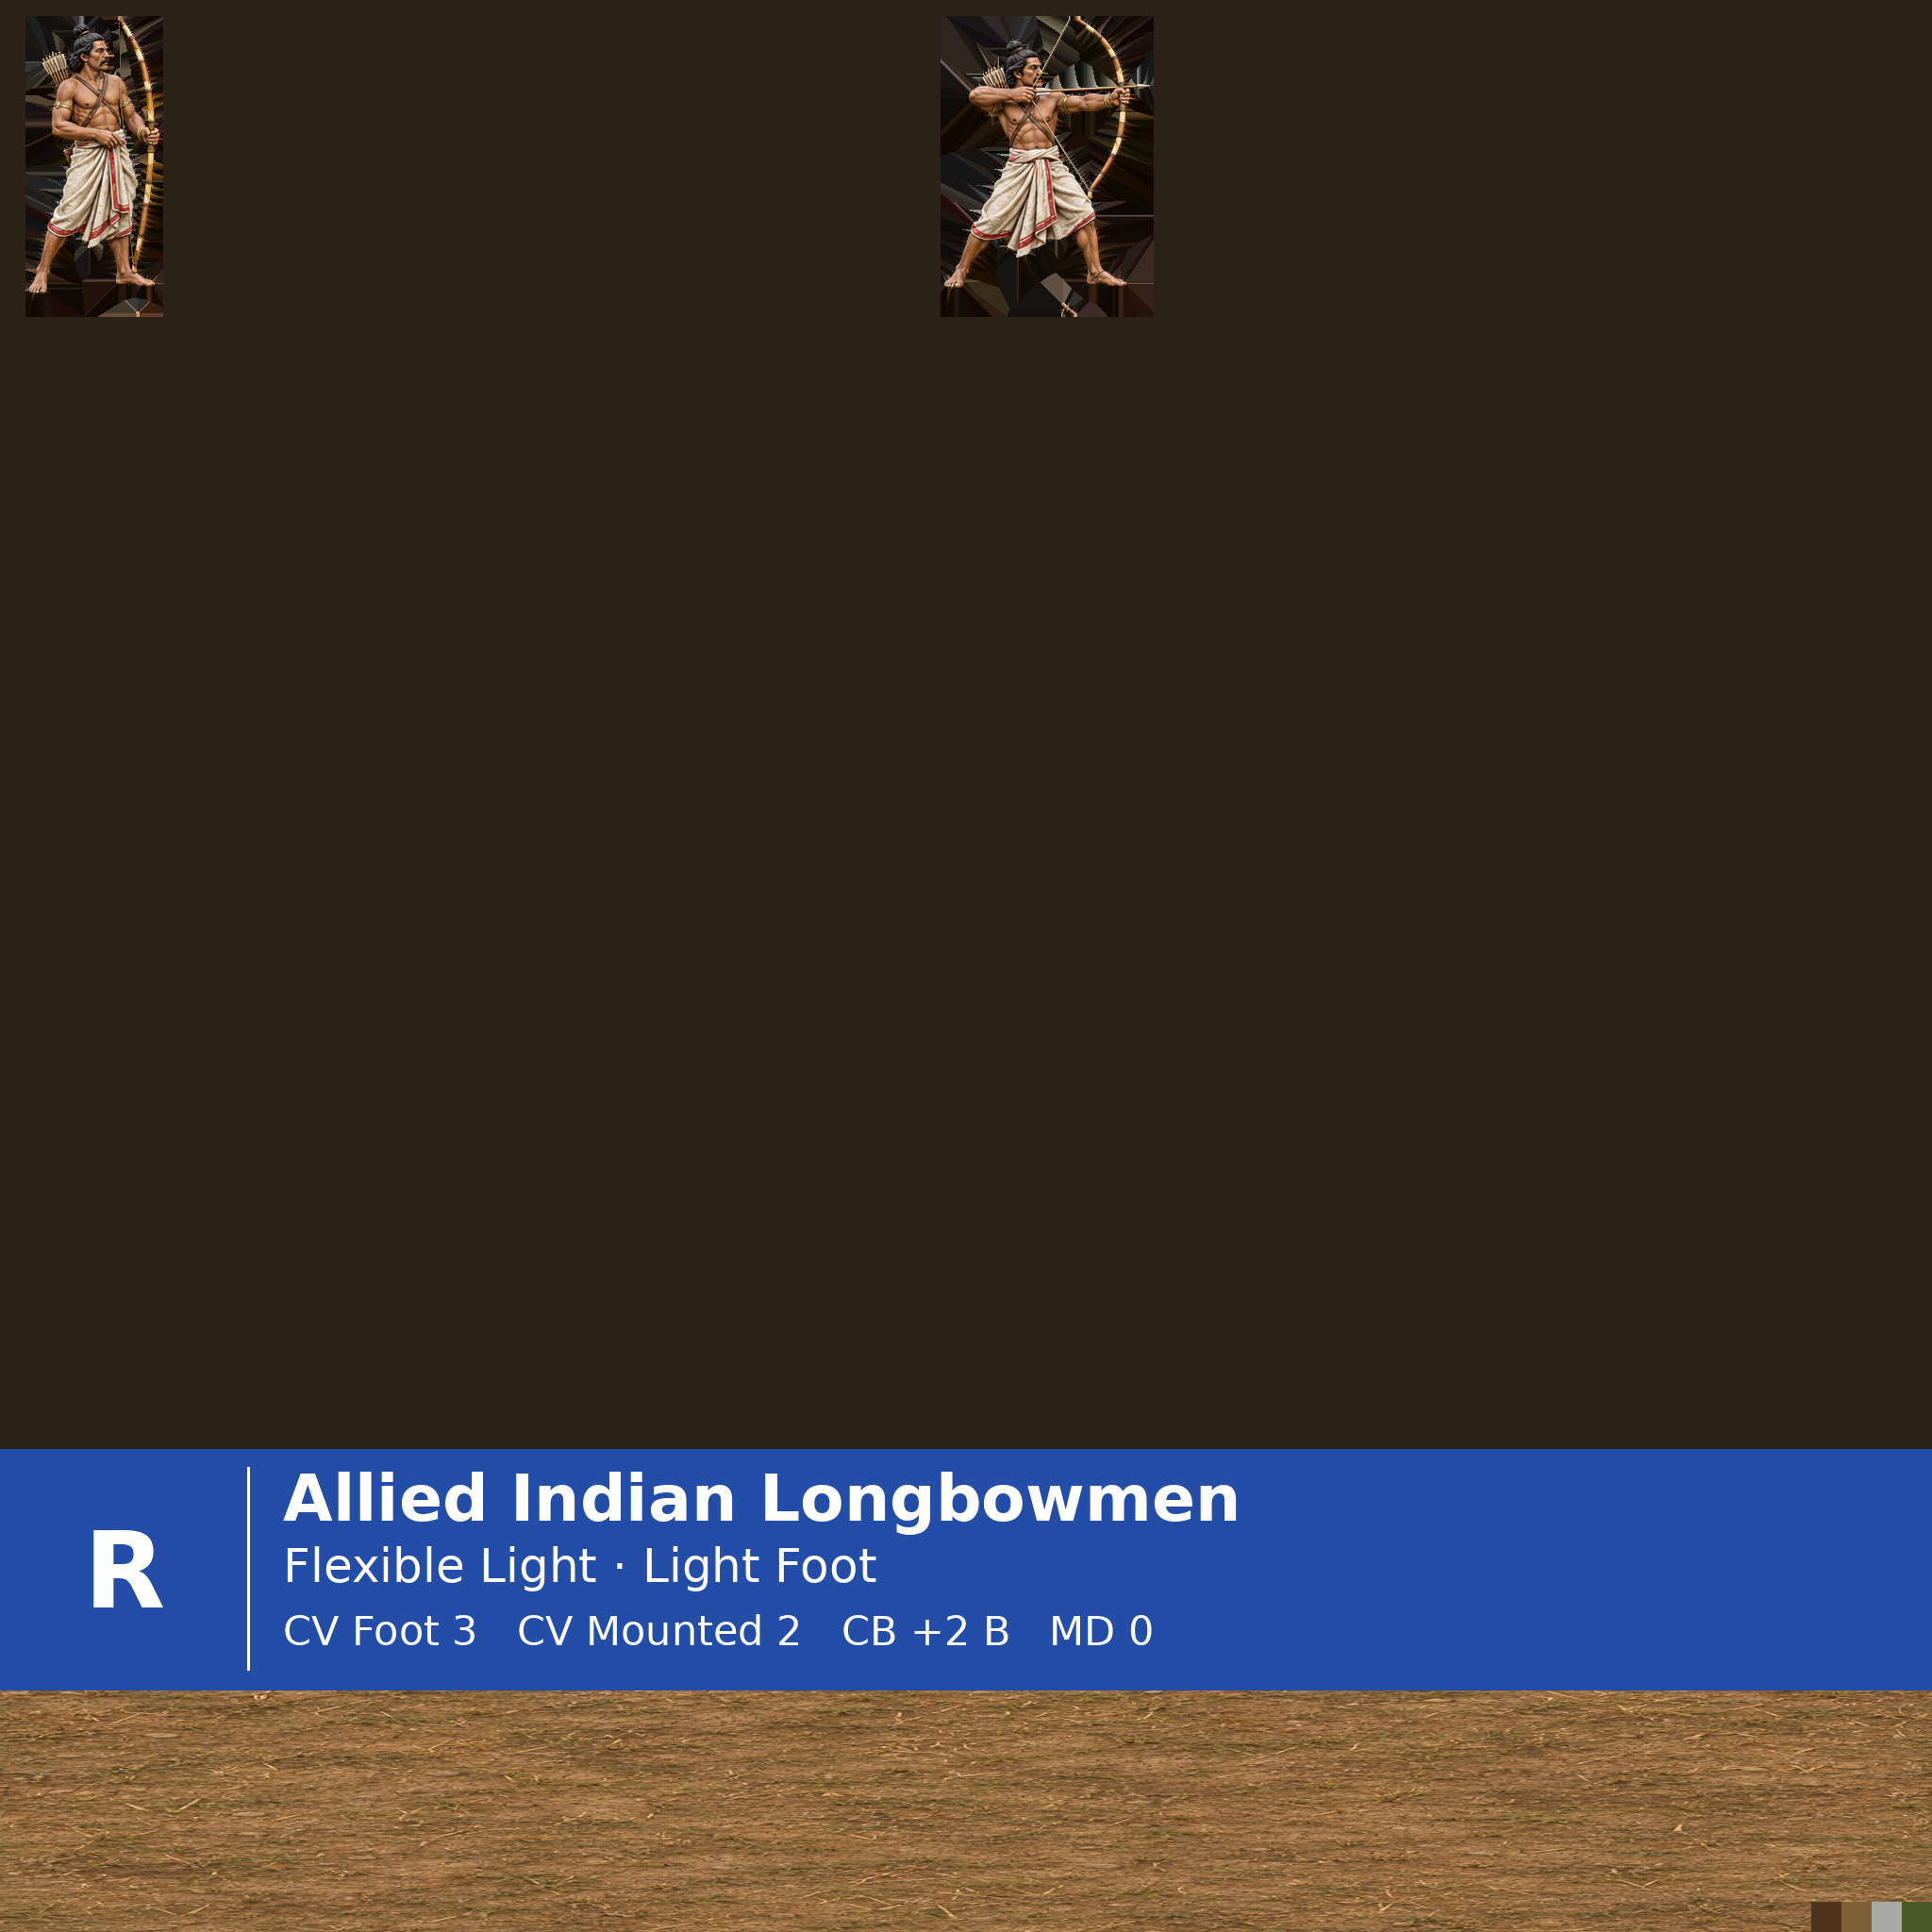 R
Allied Indian Longbowmen
Flexible Light · Light Foot
CV Foot 3 CV Mounted 2 CB +2 B MD 0